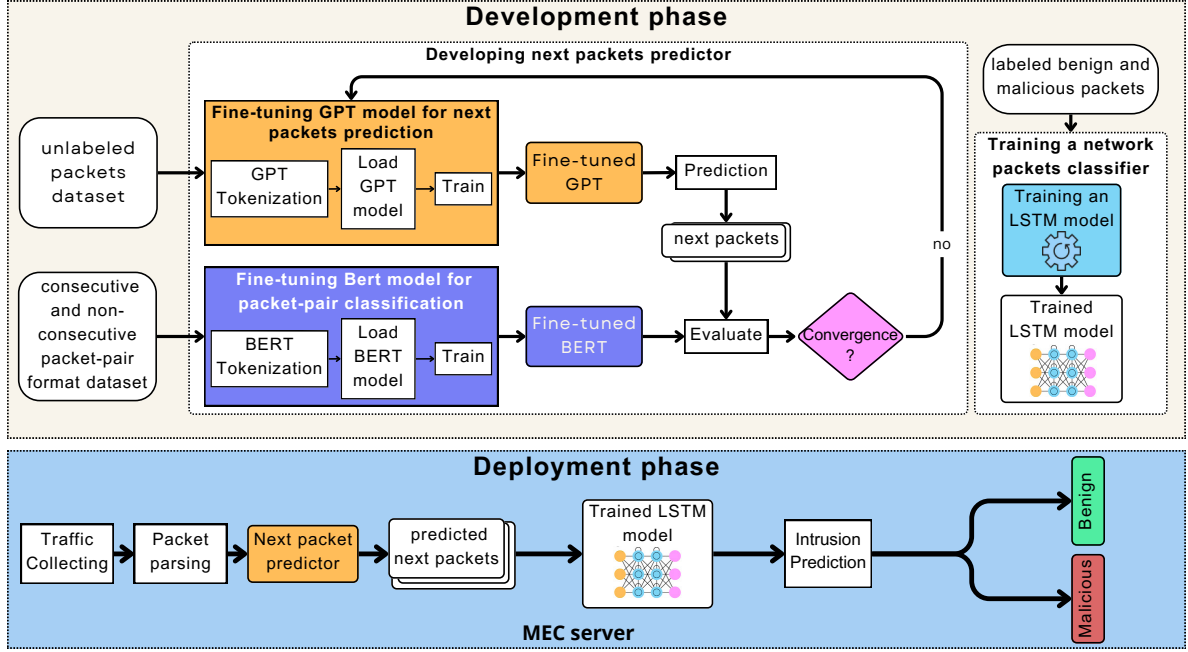 Development phase
Developing next packets predictor
unlabeled
packets
dataset
Fine-tuning GPT model for next
packets prediction
GPT
Tokenization
Load
GPT
model
Train
Fine-tuned
GPT
Prediction
next packets
consecutive
and non-
consecutive
packet-pair
format dataset
Fine-tuning Bert model for
packet-pair classification
BERT
Tokenization
Load
BERT
model
Train
Fine-tuned
BERT
Evaluate
Convergence
?
no
labeled benign and
malicious packets
Training a network
packets classifier
Training an
LSTM model
Trained
LSTM model
Deployment phase
Traffic
Collecting
Packet
parsing
Next packet
predictor
predicted
next packets
Trained LSTM
model
Intrusion
Prediction
Benign
Malicious
MEC server